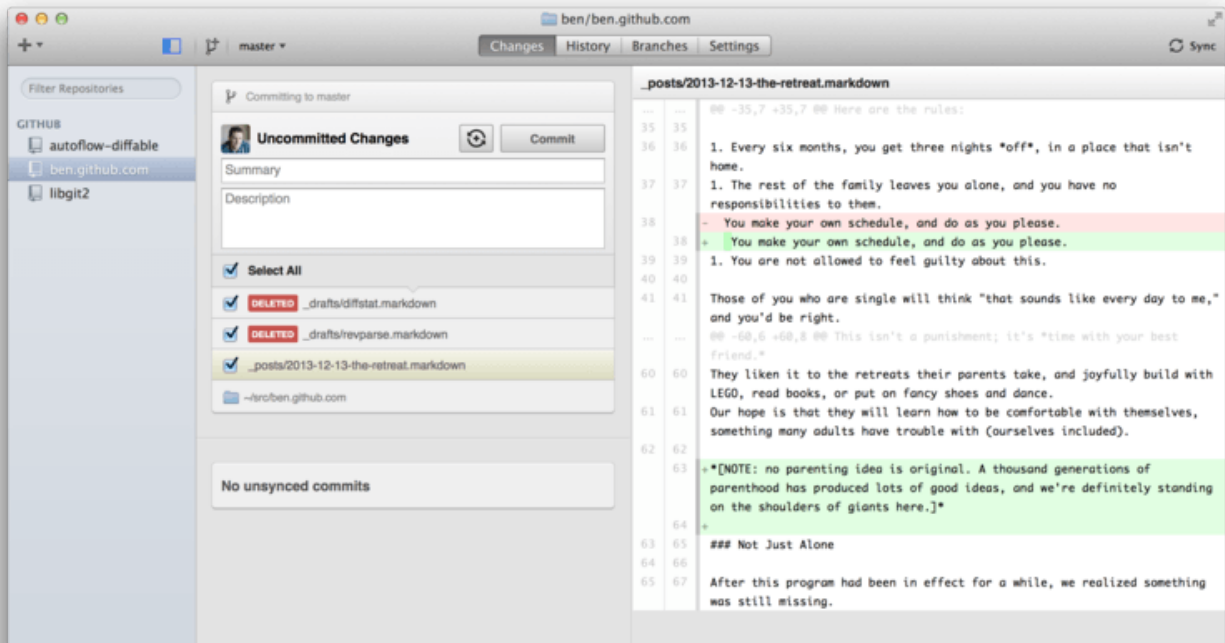 ben/ben.github.com
master
Changes History Branches Settings
Sync
Filter Repositories
GITHUB
autoflow-diffable
ben.github.com
libgit2
Committing to master
Uncommitted Changes
Commit
Summary
Description
Select All
DELETED _drafts/diffstat.markdown
DELETED _drafts/revparse.markdown
_posts/2013-12-13-the-retreat.markdown
~/src/ben.github.com
No unsynced commits
_posts/2013-12-13-the-retreat.markdown
... ... @@ -35,7 +35,7 @@ Here are the rules:
35 35
36 36 1. Every six months, you get three nights *off*, in a place that isn't
home.
37 37 1. The rest of the family leaves you alone, and you have no
responsibilities to them.
38 - You make your own schedule, and do as you please.
38 + You make your own schedule, and do as you please.
39 39 1. You are not allowed to feel guilty about this.
40 40
41 41 Those of you who are single will think "that sounds like every day to me,"
and you'd be right.
... ... @@ -60,6 +60,8 @@ This isn't a punishment; it's *time with your best
friend.*
60 60 They liken it to the retreats their parents take, and joyfully build with
LEGO, read books, or put on fancy shoes and dance.
61 61 Our hope is that they will learn how to be comfortable with themselves,
something many adults have trouble with (ourselves included).
62 62
63 +*[NOTE: no parenting idea is original. A thousand generations of
parenthood has produced lots of good ideas, and we're definitely standing
on the shoulders of giants here.]*
64 +
63 65 ### Not Just Alone
64 66
65 67 After this program had been in effect for a while, we realized something
was still missing.